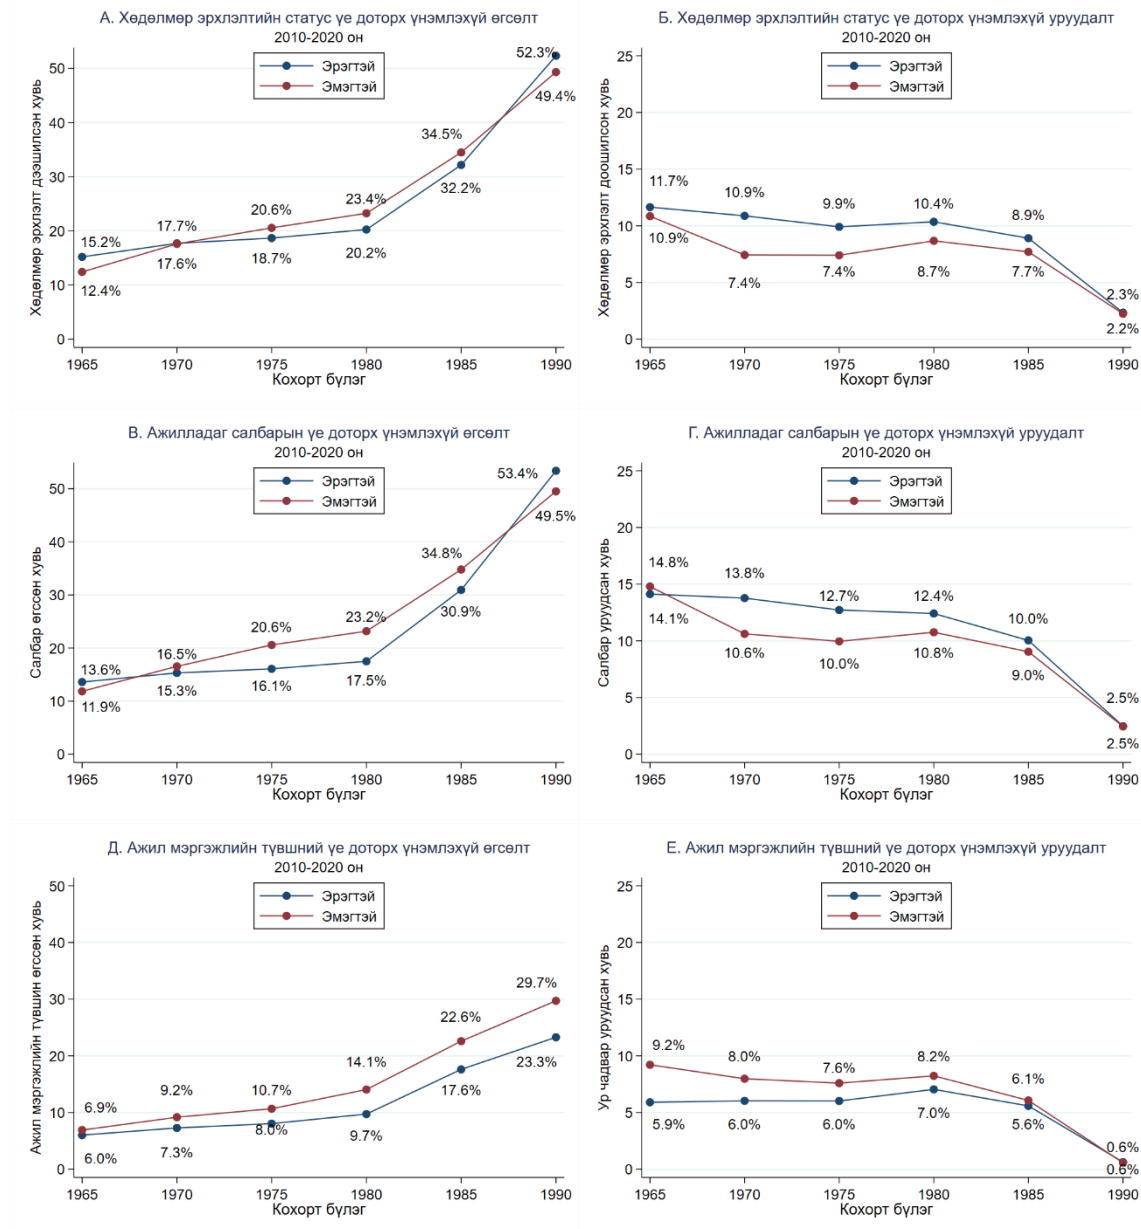 А. Хөдөлмөр эрхлэлтийн статус үе доторх үнэмлэхүй өгсөлт
2010-2020 он
Эрэгтэй
Эмэгтэй
Хөдөлмөр эрхлэлт дээшилсэн хувь
50
40
30
20
10
0
52.3%
49.4%
34.5%
32.2%
23.4%
20.2%
20.6%
18.7%
17.7%
17.6%
15.2%
12.4%
1965 1970 1975 1980 1985 1990
Кохорт бүлэг
Б. Хөдөлмөр эрхлэлтийн статус үе доторх үнэмлэхүй уруудалт
2010-2020 он
Эрэгтэй
Эмэгтэй
Хөдөлмөр эрхлэлт доошилсон хувь
25
20
15
10
5
0
11.7%
10.9%
10.9%
7.4%
9.9%
7.4%
10.4%
8.7%
8.9%
7.7%
2.3%
2.2%
1965 1970 1975 1980 1985 1990
Кохорт бүлэг
В. Ажилладаг салбарын үе доторх үнэмлэхүй өгсөлт
2010-2020 он
Эрэгтэй
Эмэгтэй
Салбар өгссөн хувь
50
40
30
20
10
0
53.4%
49.5%
34.8%
30.9%
23.2%
17.5%
20.6%
16.1%
16.5%
15.3%
13.6%
11.9%
1965 1970 1975 1980 1985 1990
Кохорт бүлэг
Г. Ажилладаг салбарын үе доторх үнэмлэхүй уруудалт
2010-2020 он
Эрэгтэй
Эмэгтэй
Салбар уруудсан хувь
25
20
15
10
5
0
14.8%
14.1%
13.8%
10.6%
12.7%
10.0%
12.4%
10.8%
10.0%
9.0%
2.5%
2.5%
1965 1970 1975 1980 1985 1990
Кохорт бүлэг
Д. Ажил мэргэжлийн түвшний үе доторх үнэмлэхүй өгсөлт
2010-2020 он
Эрэгтэй
Эмэгтэй
Ажил мэргэжлийн түвшин өгссөн хувь
50
40
30
20
10
0
29.7%
23.3%
22.6%
17.6%
14.1%
9.7%
10.7%
8.0%
9.2%
7.3%
6.9%
6.0%
1965 1970 1975 1980 1985 1990
Кохорт бүлэг
Е. Ажил мэргэжлийн түвшний үе доторх үнэмлэхүй уруудалт
2010-2020 он
Эрэгтэй
Эмэгтэй
Ур чадвар уруудсан хувь
25
20
15
10
5
0
9.2%
5.9%
8.0%
6.0%
7.6%
6.0%
8.2%
7.0%
6.1%
5.6%
0.6%
0.6%
1965 1970 1975 1980 1985 1990
Кохорт бүлэг